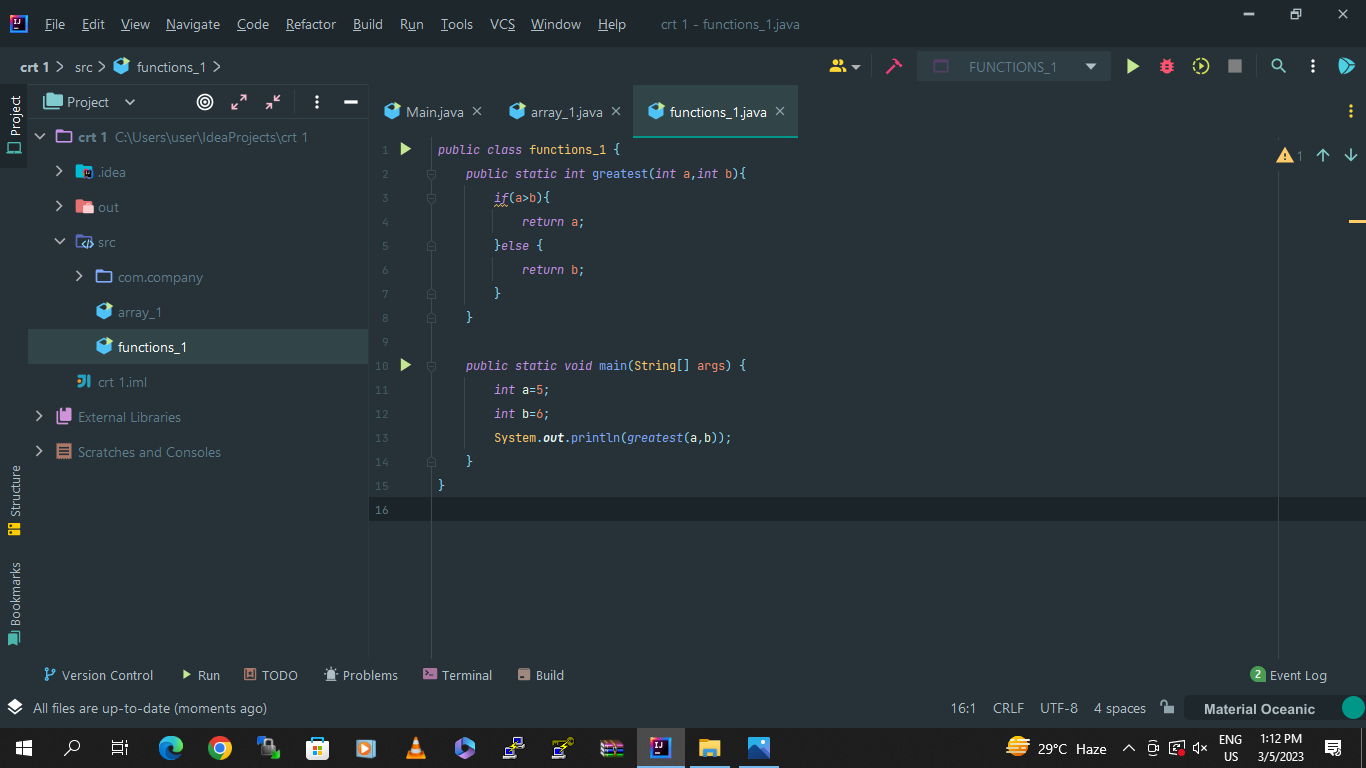 File Edit View Navigate Code Refactor Build Run Tools VCS Window Help crt 1 - functions_1.java
crt 1 src functions_1 FUNCTIONS_1
Project
Project
Main.java array_1.java functions_1.java
crt 1 C:\Users\user\IdeaProjects\crt 1
.idea
out
src
com.company
array_1
functions_1
crt 1.iml
External Libraries
Scratches and Consoles
1 public class functions_1 {
2 public static int greatest(int a,int b){
3 if(a>b){
4 return a;
5 }else {
6 return b;
7 }
8 }
9
10 public static void main(String[] args) {
11 int a=5;
12 int b=6;
13 System.out.println(greatest(a,b));
14 }
15 }
16
1
Structure
Bookmarks
Version Control Run TODO Problems Terminal Build 2 Event Log
All files are up-to-date (moments ago) 16:1 CRLF UTF-8 4 spaces Material Oceanic
29°C Haze ENG 1:12 PM
US 3/5/2023